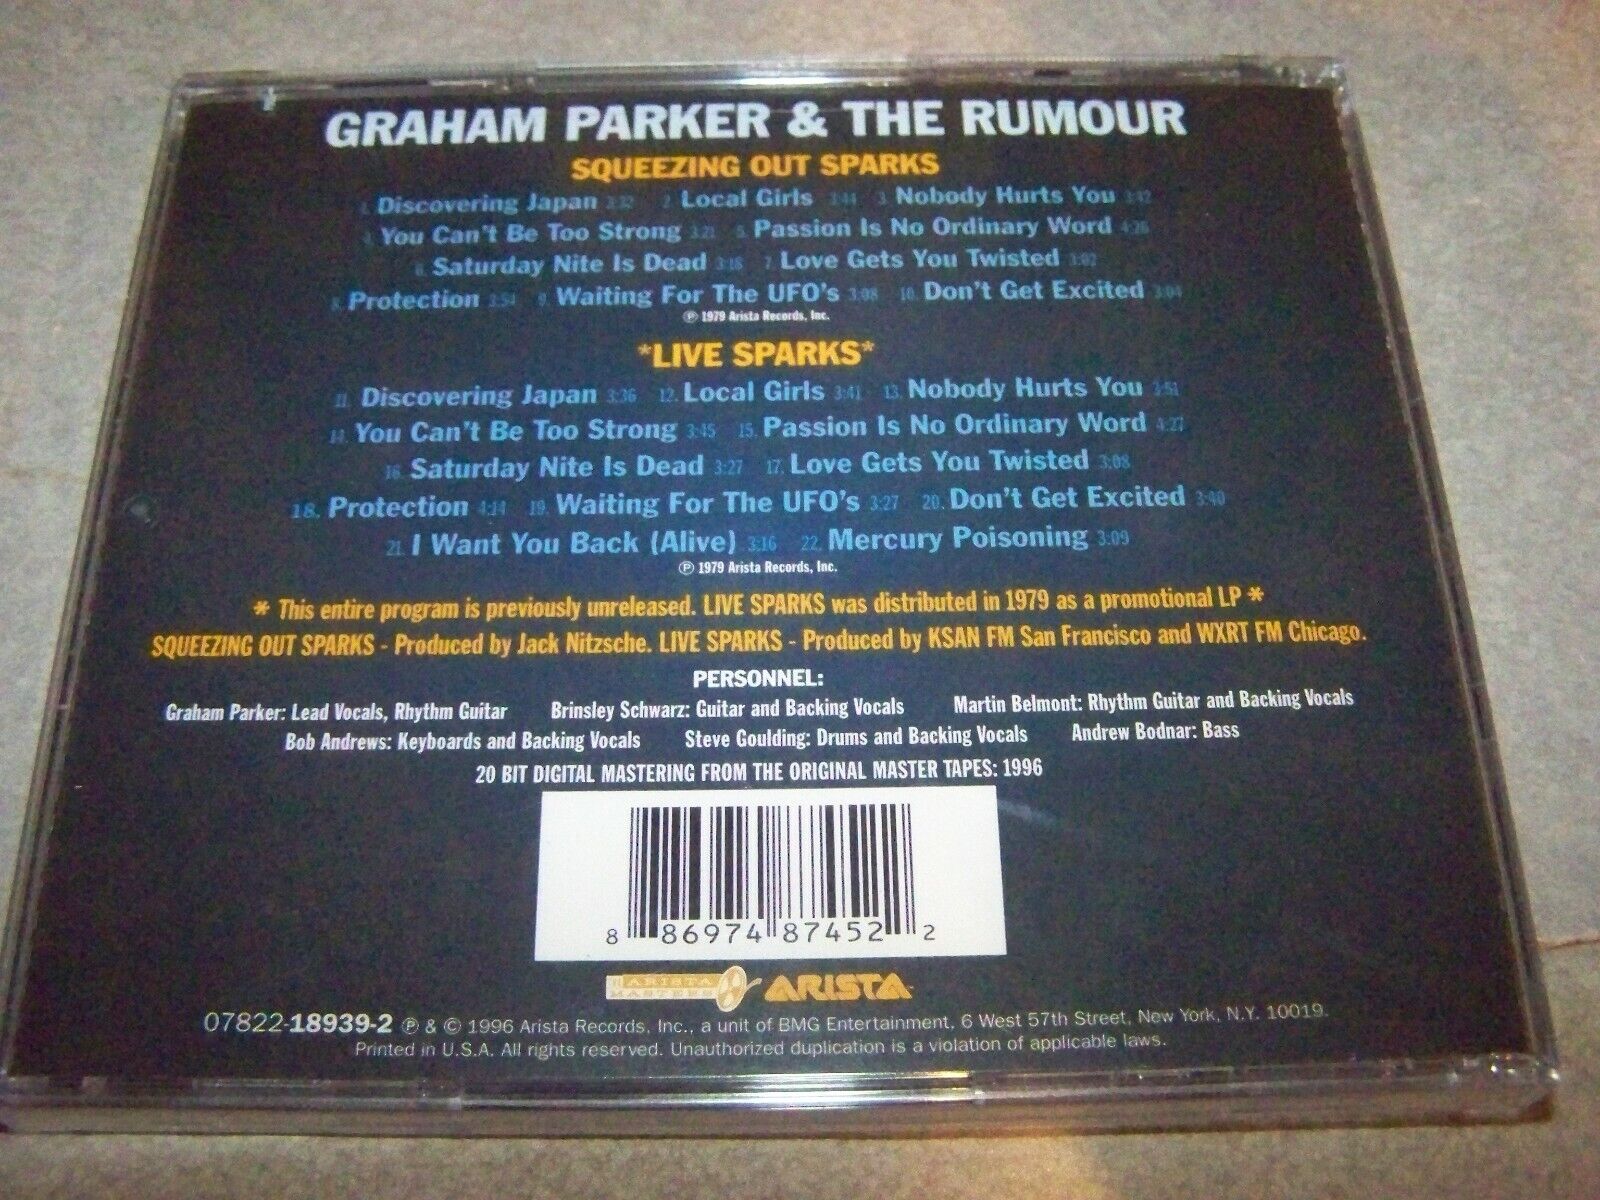 GRAHAM PARKER & THE RUMOUR
SQUEEZING OUT SPARKS
1. Discovering Japan 3:32 2. Local Girls 3:44 3. Nobody Hurts You 3:42
4. You Can't Be Too Strong 3:21 5. Passion Is No Ordinary Word 4:26
6. Saturday Nite Is Dead 3:18 7. Love Gets You Twisted 3:02
8. Protection 3:54 9. Waiting For The UFO's 3:08 10. Don't Get Excited 3:04
℗ 1979 Arista Records, Inc.
*LIVE SPARKS*
11. Discovering Japan 3:36 12. Local Girls 3:41 13. Nobody Hurts You 3:51
14. You Can't Be Too Strong 3:45 15. Passion Is No Ordinary Word 4:27
16. Saturday Nite Is Dead 3:27 17. Love Gets You Twisted 3:08
18. Protection 4:14 19. Waiting For The UFO's 3:27 20. Don't Get Excited 3:40
21. I Want You Back (Alive) 3:16 22. Mercury Poisoning 3:09
℗ 1979 Arista Records, Inc.
* This entire program is previously unreleased. LIVE SPARKS was distributed in 1979 as a promotional LP *
SQUEEZING OUT SPARKS - Produced by Jack Nitzsche. LIVE SPARKS - Produced by KSAN FM San Francisco and WXRT FM Chicago.
PERSONNEL:
Graham Parker: Lead Vocals, Rhythm Guitar Brinsley Schwarz: Guitar and Backing Vocals Martin Belmont: Rhythm Guitar and Backing Vocals
Bob Andrews: Keyboards and Backing Vocals Steve Goulding: Drums and Backing Vocals Andrew Bodnar: Bass
20 BIT DIGITAL MASTERING FROM THE ORIGINAL MASTER TAPES: 1996
8 86974 87452 2
ARISTA MASTERS ARISTA
07822-18939-2 ℗ & © 1996 Arista Records, Inc., a unit of BMG Entertainment, 6 West 57th Street, New York, N.Y. 10019.
Printed in U.S.A. All rights reserved. Unauthorized duplication is a violation of applicable laws.